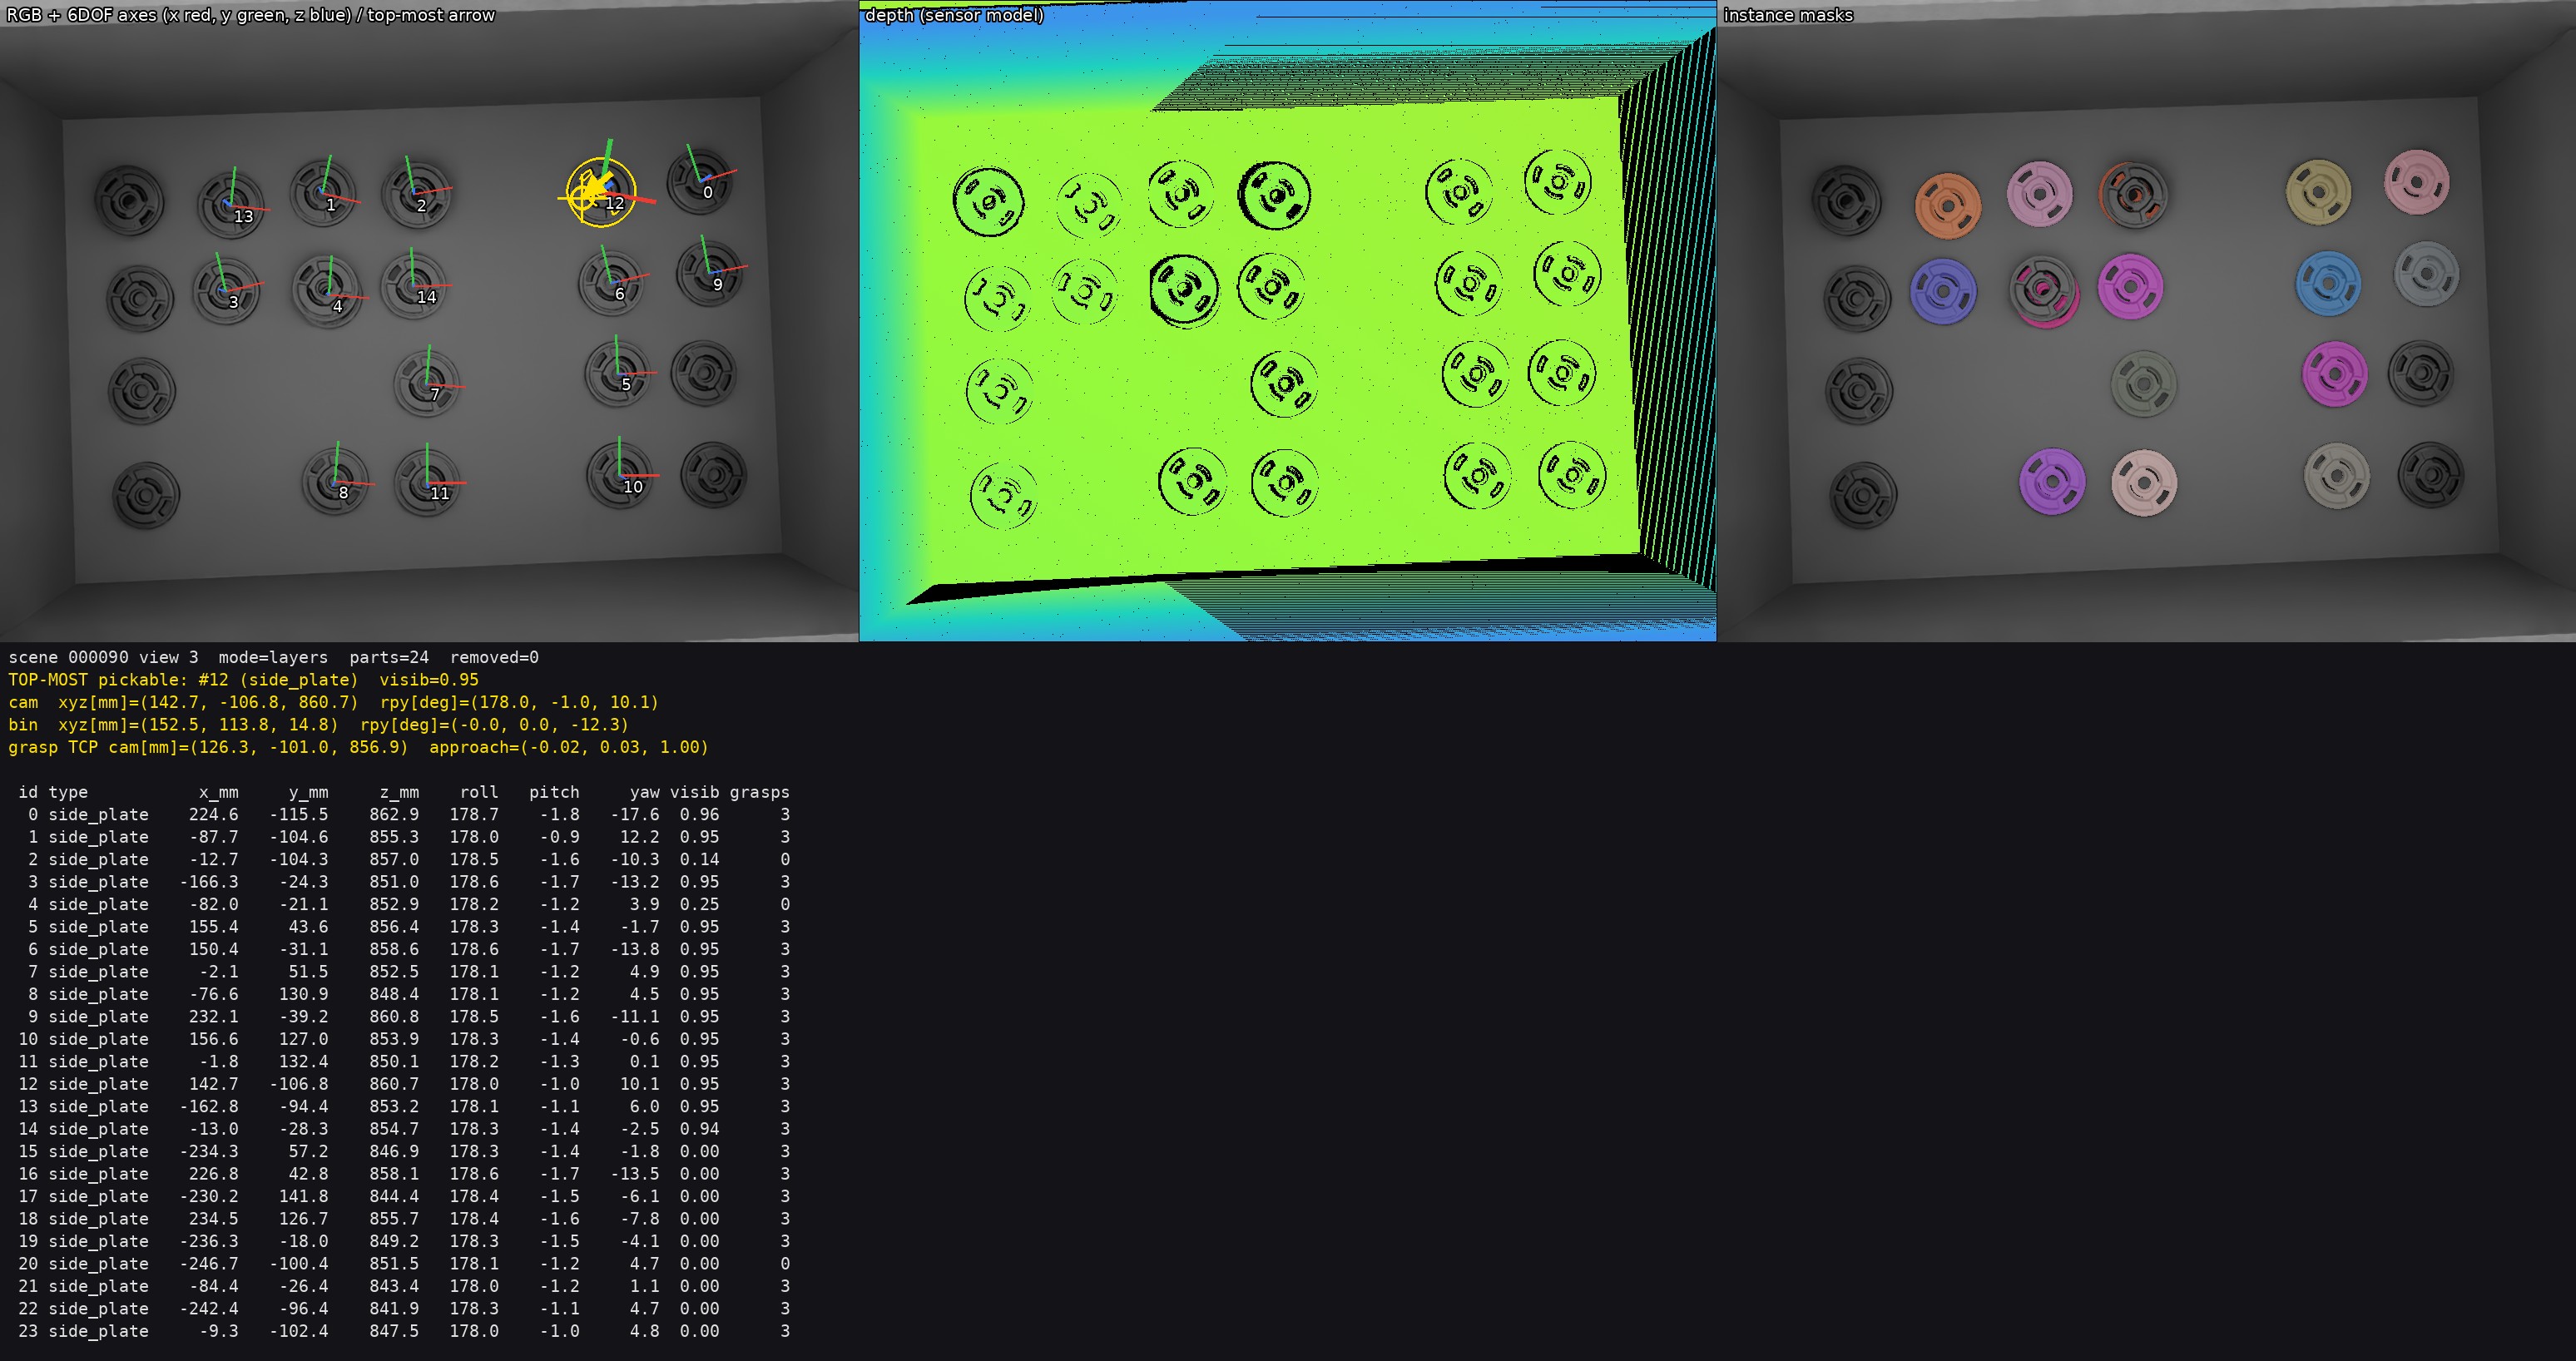 RGB + 6DOF axes (x red, y green, z blue) / top-most arrow
depth (sensor model)
instance masks
13
1
2
12
0
3
4
14
6
9
7
5
8
11
10
scene 000090 view 3  mode=layers  parts=24  removed=0
TOP-MOST pickable: #12 (side_plate)  visib=0.95
cam  xyz[mm]=(142.7, -106.8, 860.7)  rpy[deg]=(178.0, -1.0, 10.1)
bin  xyz[mm]=(152.5, 113.8, 14.8)  rpy[deg]=(-0.0, 0.0, -12.3)
grasp TCP cam[mm]=(126.3, -101.0, 856.9)  approach=(-0.02, 0.03, 1.00)
id type x_mm y_mm z_mm roll pitch yaw visib grasps
0 side_plate 224.6 -115.5 862.9 178.7 -1.8 -17.6 0.96 3
1 side_plate -87.7 -104.6 855.3 178.0 -0.9 12.2 0.95 3
2 side_plate -12.7 -104.3 857.0 178.5 -1.6 -10.3 0.14 0
3 side_plate -166.3 -24.3 851.0 178.6 -1.7 -13.2 0.95 3
4 side_plate -82.0 -21.1 852.9 178.2 -1.2 3.9 0.25 0
5 side_plate 155.4 43.6 856.4 178.3 -1.4 -1.7 0.95 3
6 side_plate 150.4 -31.1 858.6 178.6 -1.7 -13.8 0.95 3
7 side_plate -2.1 51.5 852.5 178.1 -1.2 4.9 0.95 3
8 side_plate -76.6 130.9 848.4 178.1 -1.2 4.5 0.95 3
9 side_plate 232.1 -39.2 860.8 178.5 -1.6 -11.1 0.95 3
10 side_plate 156.6 127.0 853.9 178.3 -1.4 -0.6 0.95 3
11 side_plate -1.8 132.4 850.1 178.2 -1.3 0.1 0.95 3
12 side_plate 142.7 -106.8 860.7 178.0 -1.0 10.1 0.95 3
13 side_plate -162.8 -94.4 853.2 178.1 -1.1 6.0 0.95 3
14 side_plate -13.0 -28.3 854.7 178.3 -1.4 -2.5 0.94 3
15 side_plate -234.3 57.2 846.9 178.3 -1.4 -1.8 0.00 3
16 side_plate 226.8 42.8 858.1 178.6 -1.7 -13.5 0.00 3
17 side_plate -230.2 141.8 844.4 178.4 -1.5 -6.1 0.00 3
18 side_plate 234.5 126.7 855.7 178.4 -1.6 -7.8 0.00 3
19 side_plate -236.3 -18.0 849.2 178.3 -1.5 -4.1 0.00 3
20 side_plate -246.7 -100.4 851.5 178.1 -1.2 4.7 0.00 0
21 side_plate -84.4 -26.4 843.4 178.0 -1.2 1.1 0.00 3
22 side_plate -242.4 -96.4 841.9 178.3 -1.1 4.7 0.00 3
23 side_plate -9.3 -102.4 847.5 178.0 -1.0 4.8 0.00 3